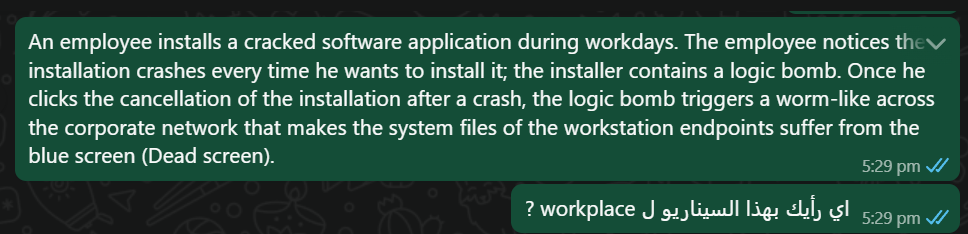 An employee installs a cracked software application during workdays. The employee notices the
installation crashes every time he wants to install it; the installer contains a logic bomb. Once he
clicks the cancellation of the installation after a crash, the logic bomb triggers a worm-like across
the corporate network that makes the system files of the workstation endpoints suffer from the
blue screen (Dead screen).
5:29 pm
اي رأيك بهذا السيناريو ل workplace ?
5:29 pm